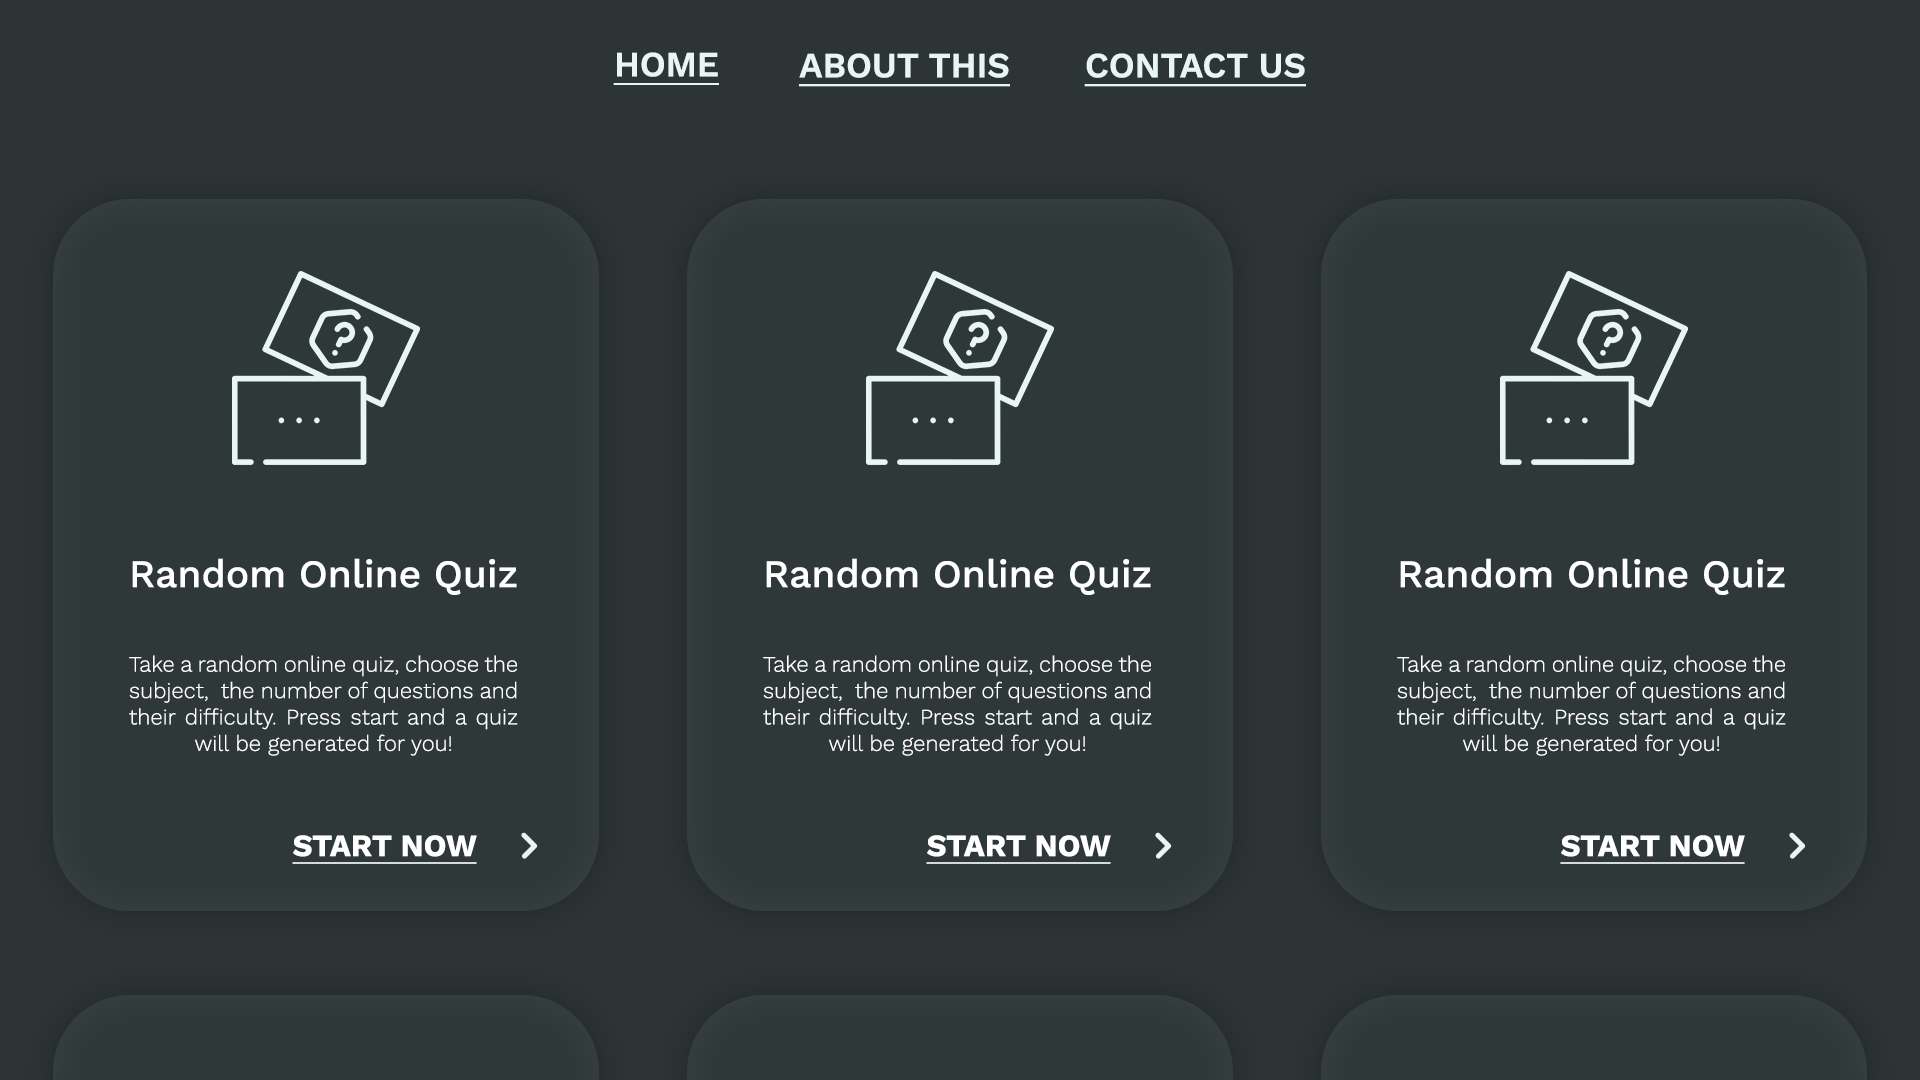 HOME ABOUT THIS CONTACT US
Random Online Quiz
Take a random online quiz, choose the
subject,  the number of questions and
their difficulty. Press start and a quiz
will be generated for you!
START NOW
Random Online Quiz
Take a random online quiz, choose the
subject,  the number of questions and
their difficulty. Press start and a quiz
will be generated for you!
START NOW
Random Online Quiz
Take a random online quiz, choose the
subject,  the number of questions and
their difficulty. Press start and a quiz
will be generated for you!
START NOW